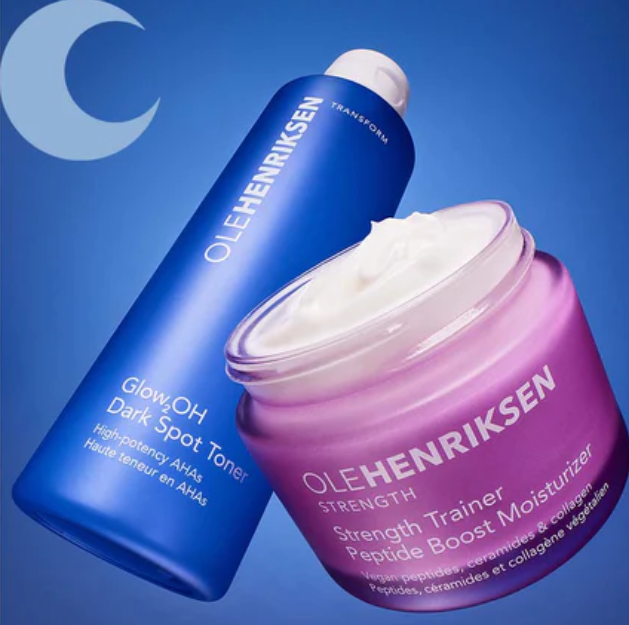 OLEHENRIKSEN
TRANSFORM
Glow₂OH
Dark Spot Toner
High-potency AHAs
Haute teneur en AHAs
OLEHENRIKSEN
STRENGTH
Strength Trainer
Peptide Boost Moisturizer
Vegan peptides, ceramides & collagen
Peptides, céramides et collagène végétalien